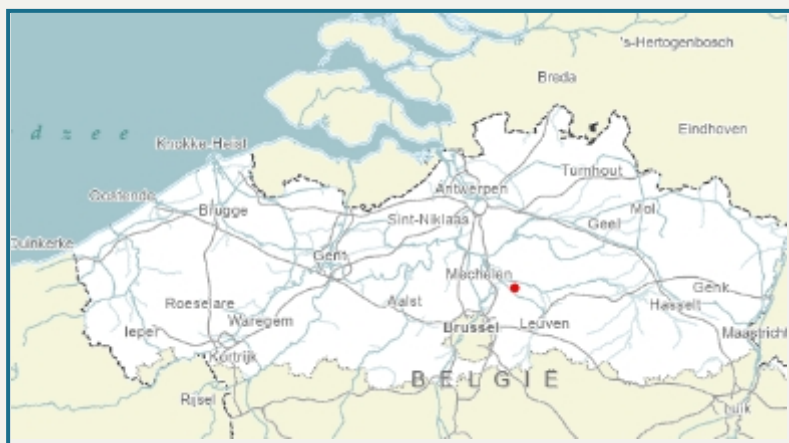 's-Hertogenbosch
Breda
d z e e
Eindhoven
Knokke-Heist
Turnhout
Antwerpen
Oostende
Mol
Brugge
Sint-Niklaas
Geel
Duinkerke
Gent
Mechelen
Genk
Roeselare
Aalst
Hasselt
Waregem
Ieper
Brussel
Leuven
Maastricht
Kortrijk
BELGIË
Rijsel
Luik